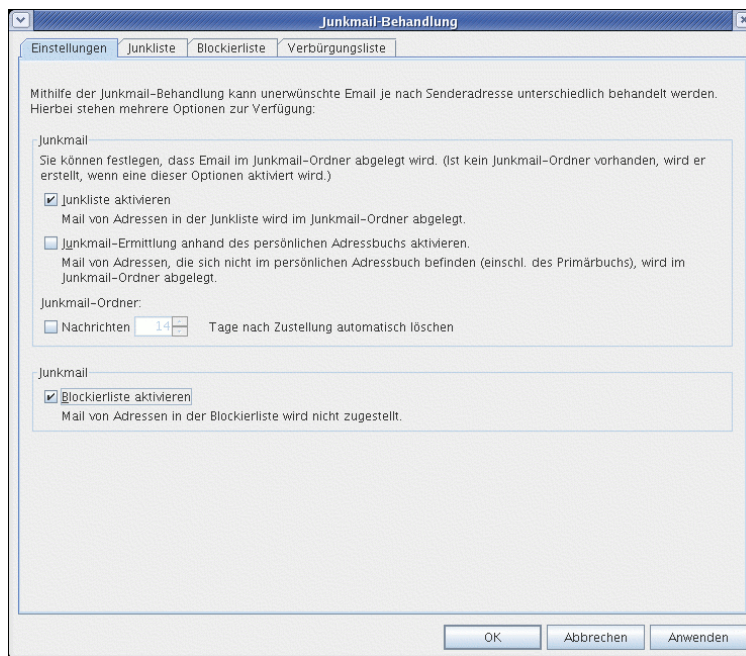 Junkmail-Behandlung
Einstellungen Junkliste Blockierliste Verbürgungsliste
Mithilfe der Junkmail-Behandlung kann unerwünschte Email je nach Senderadresse unterschiedlich behandelt werden.
Hierbei stehen mehrere Optionen zur Verfügung:
Junkmail
Sie können festlegen, dass Email im Junkmail-Ordner abgelegt wird. (Ist kein Junkmail-Ordner vorhanden, wird er
erstellt, wenn eine dieser Optionen aktiviert wird.)
Junkliste aktivieren
Mail von Adressen in der Junkliste wird im Junkmail-Ordner abgelegt.
Junkmail-Ermittlung anhand des persönlichen Adressbuchs aktivieren.
Mail von Adressen, die sich nicht im persönlichen Adressbuch befinden (einschl. des Primärbuchs), wird im
Junkmail-Ordner abgelegt.
Junkmail-Ordner:
Nachrichten 14 Tage nach Zustellung automatisch löschen
Junkmail
Blockierliste aktivieren
Mail von Adressen in der Blockierliste wird nicht zugestellt.
OK Abbrechen Anwenden